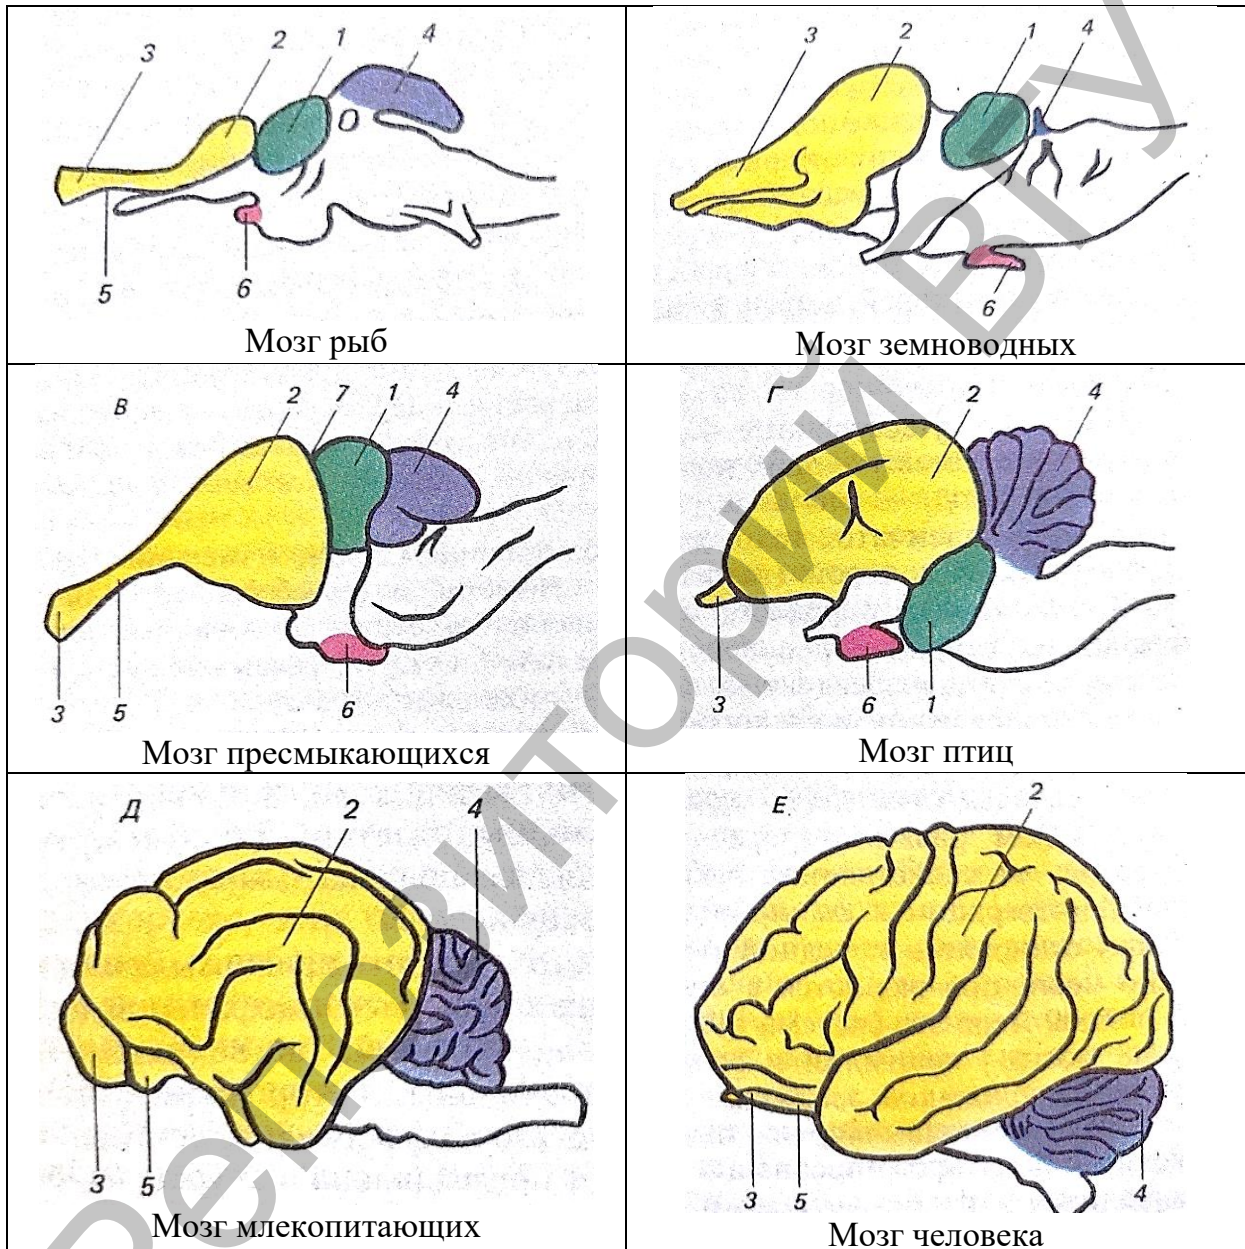 3 2 1 4
5 6
Мозг рыб
3 2 1 4
6
Мозг земноводных
В 2 7 1 4
3 5 6
Мозг пресмыкающихся
Г 2 4
3 6 1
Мозг птиц
Д 2 4
3 5
Мозг млекопитающих
Е. 2
3 5 4
Мозг человека
Репозиторий ВГУ